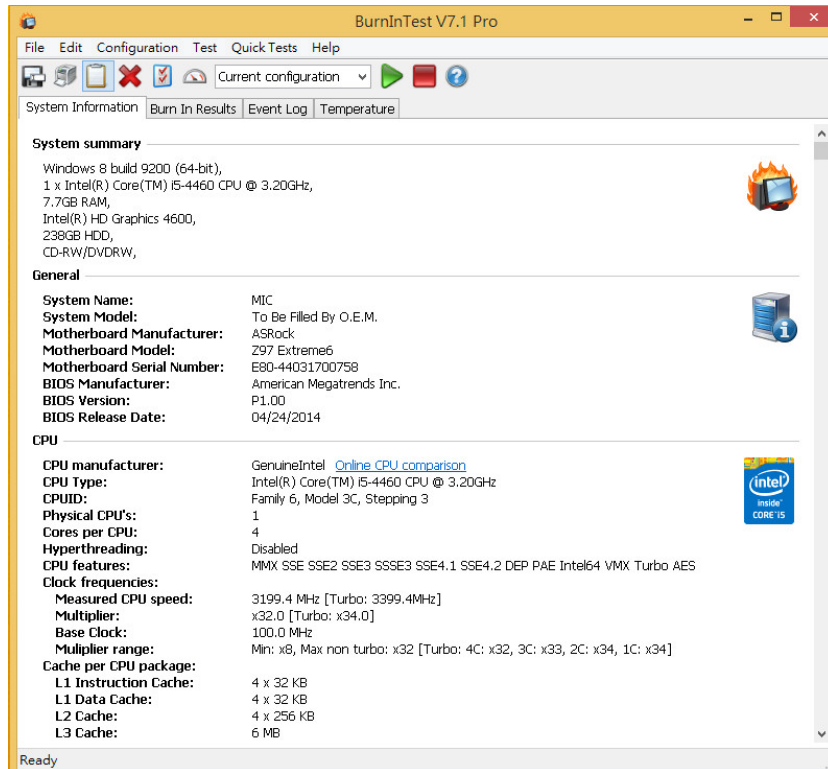 BurnInTest V7.1 Pro
File Edit Configuration Test Quick Tests Help
Current configuration
System Information Burn In Results Event Log Temperature
System summary
Windows 8 build 9200 (64-bit),
1 x Intel(R) Core(TM) i5-4460 CPU @ 3.20GHz,
7.7GB RAM,
Intel(R) HD Graphics 4600,
238GB HDD,
CD-RW/DVDRW,
General
System Name: MIC
System Model: To Be Filled By O.E.M.
Motherboard Manufacturer: ASRock
Motherboard Model: Z97 Extreme6
Motherboard Serial Number: E80-44031700758
BIOS Manufacturer: American Megatrends Inc.
BIOS Version: P1.00
BIOS Release Date: 04/24/2014
CPU
CPU manufacturer: GenuineIntel Online CPU comparison
CPU Type: Intel(R) Core(TM) i5-4460 CPU @ 3.20GHz
CPUID: Family 6, Model 3C, Stepping 3
Physical CPU's: 1
Cores per CPU: 4
Hyperthreading: Disabled
CPU features: MMX SSE SSE2 SSE3 SSSE3 SSE4.1 SSE4.2 DEP PAE Intel64 VMX Turbo AES
Clock frequencies:
Measured CPU speed: 3199.4 MHz [Turbo: 3399.4MHz]
Multiplier: x32.0 [Turbo: x34.0]
Base Clock: 100.0 MHz
Muliplier range: Min: x8, Max non turbo: x32 [Turbo: 4C: x32, 3C: x33, 2C: x34, 1C: x34]
Cache per CPU package:
L1 Instruction Cache: 4 x 32 KB
L1 Data Cache: 4 x 32 KB
L2 Cache: 4 x 256 KB
L3 Cache: 6 MB
intel
inside
CORE i5
Ready